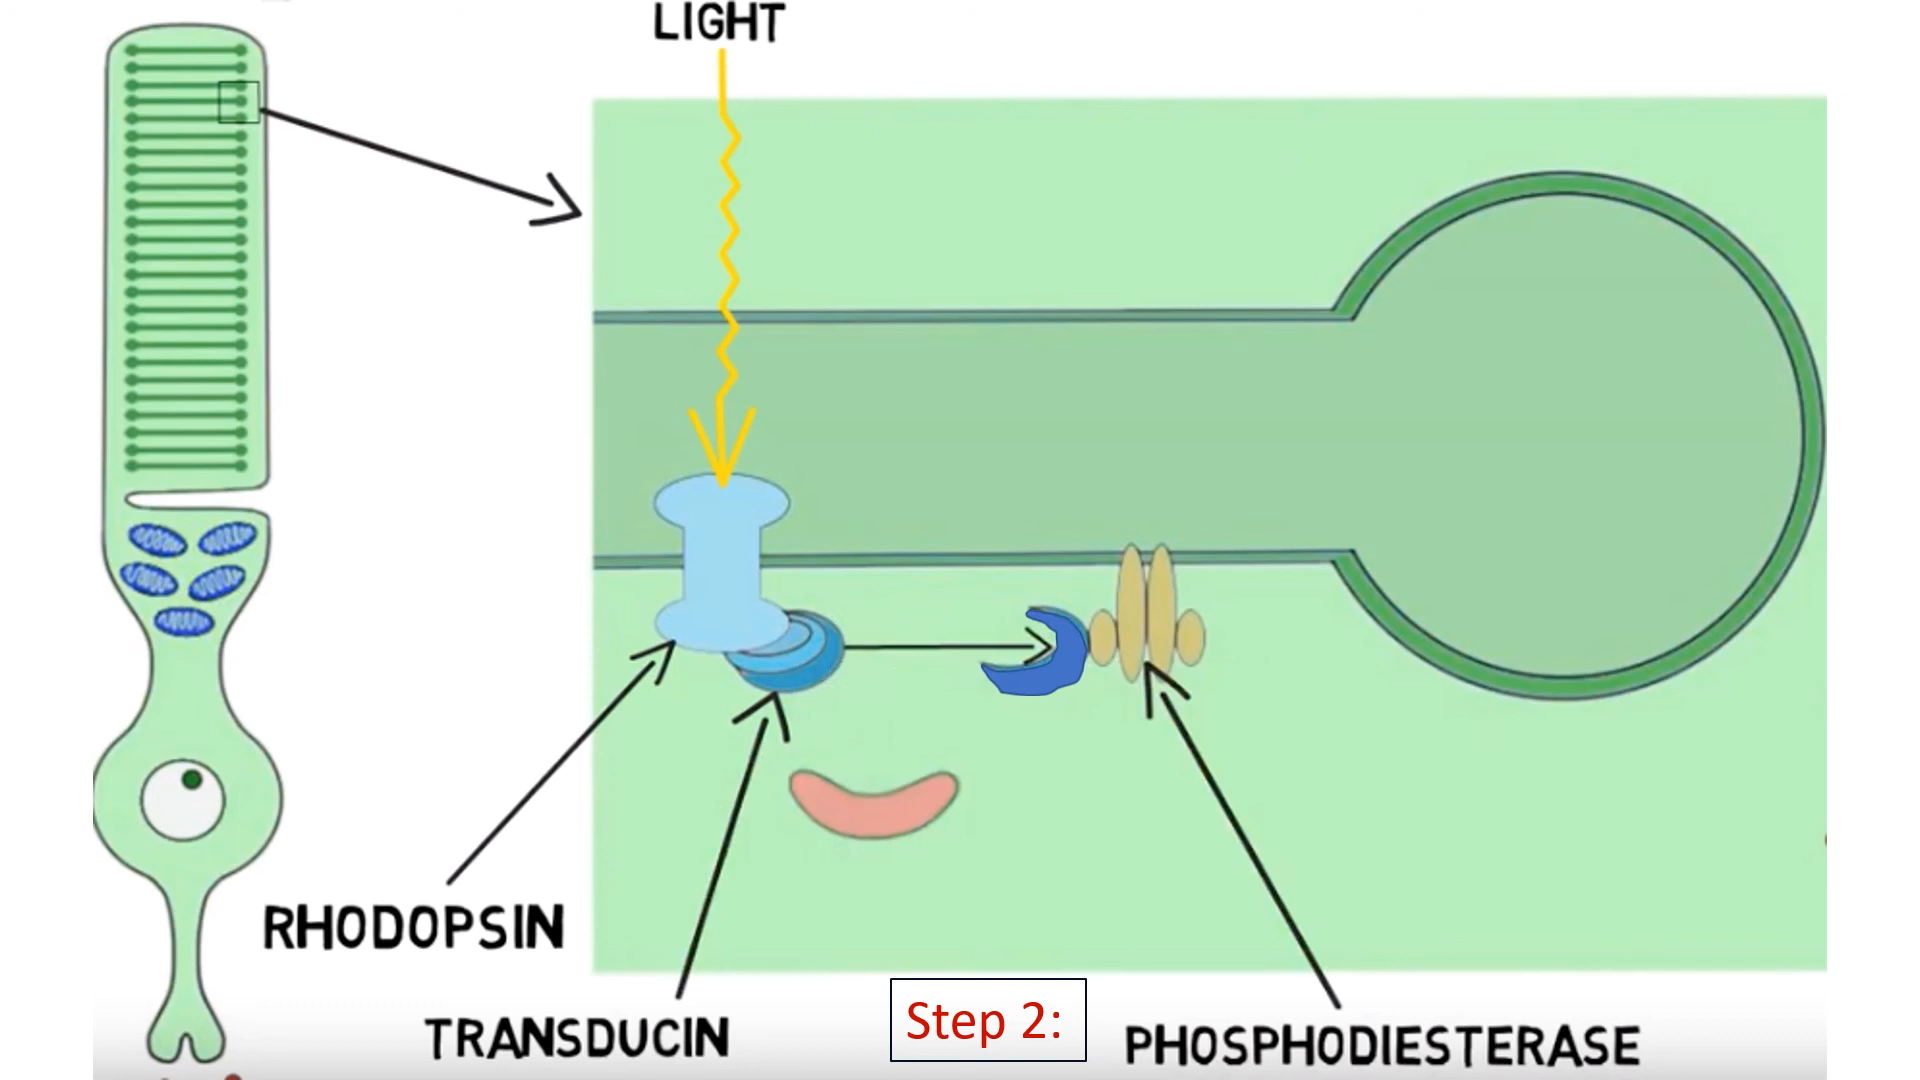 LIGHT
RHODOPSIN
TRANSDUCIN
Step 2:
PHOSPHODIESTERASE